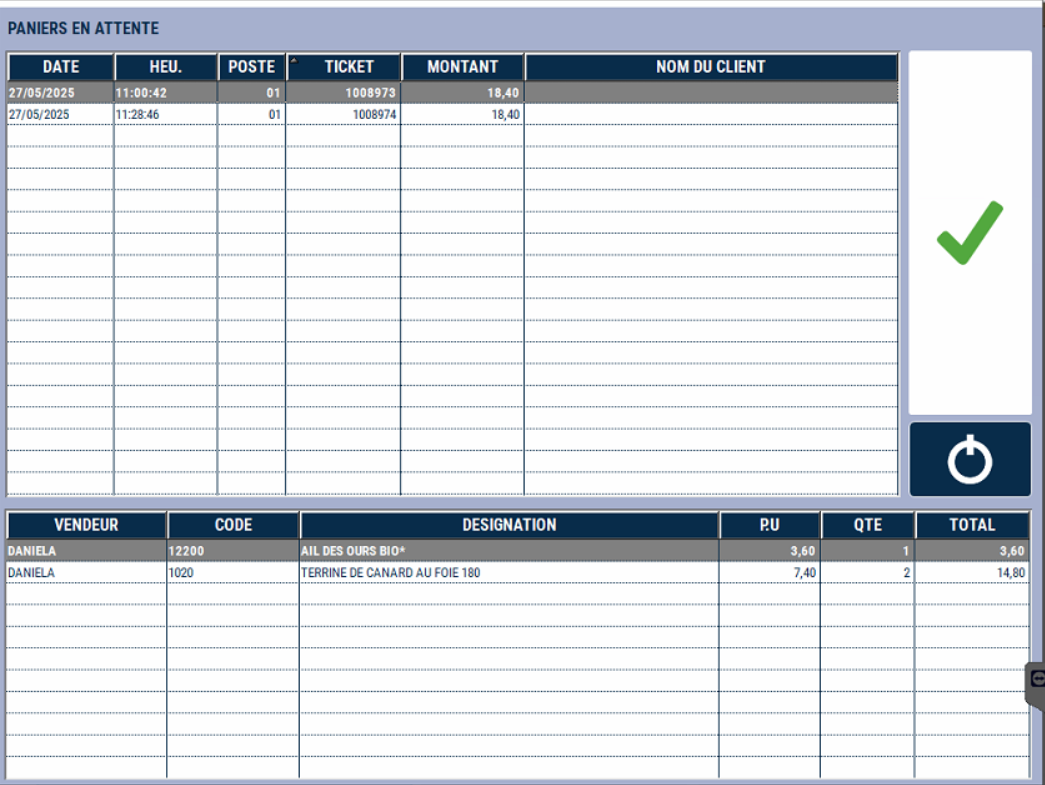 PANIERS EN ATTENTE
DATE HEU. POSTE TICKET MONTANT NOM DU CLIENT
27/05/2025 11:00:42 01 1008973 18,40
27/05/2025 11:28:46 01 1008974 18,40
VENDEUR CODE DESIGNATION P.U QTE TOTAL
DANIELA 12200 AIL DES OURS BIO* 3,60 1 3,60
DANIELA 1020 TERRINE DE CANARD AU FOIE 180 7,40 2 14,80